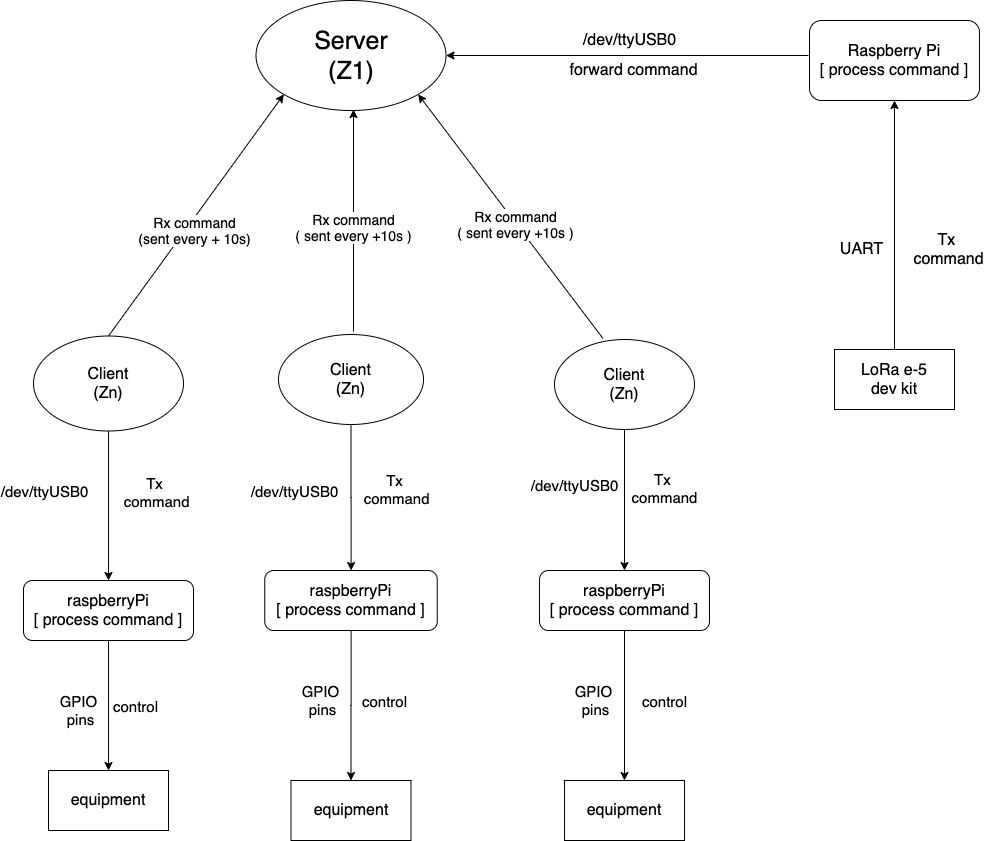 Server
(Z1)
/dev/ttyUSB0
forward command
Raspberry Pi
[ process command ]
Rx command
(sent every + 10s)
Rx command
( sent every +10s )
Rx command
( sent every +10s )
UART
Tx
command
LoRa e-5
dev kit
Client
(Zn)
Client
(Zn)
Client
(Zn)
/dev/ttyUSB0
Tx
command
/dev/ttyUSB0
Tx
command
/dev/ttyUSB0
Tx
command
raspberryPi
[ process command ]
raspberryPi
[ process command ]
raspberryPi
[ process command ]
GPIO
pins
control
GPIO
pins
control
GPIO
pins
control
equipment
equipment
equipment